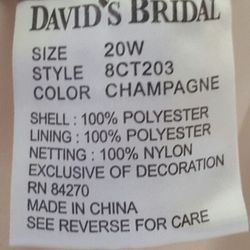 DAVID'S BRIDAL
SIZE 20W
STYLE 8CT203
COLOR CHAMPAGNE
SHELL : 100% POLYESTER
LINING : 100% POLYESTER
NETTING : 100% NYLON
EXCLUSIVE OF DECORATION
RN 84270
MADE IN CHINA
SEE REVERSE FOR CARE